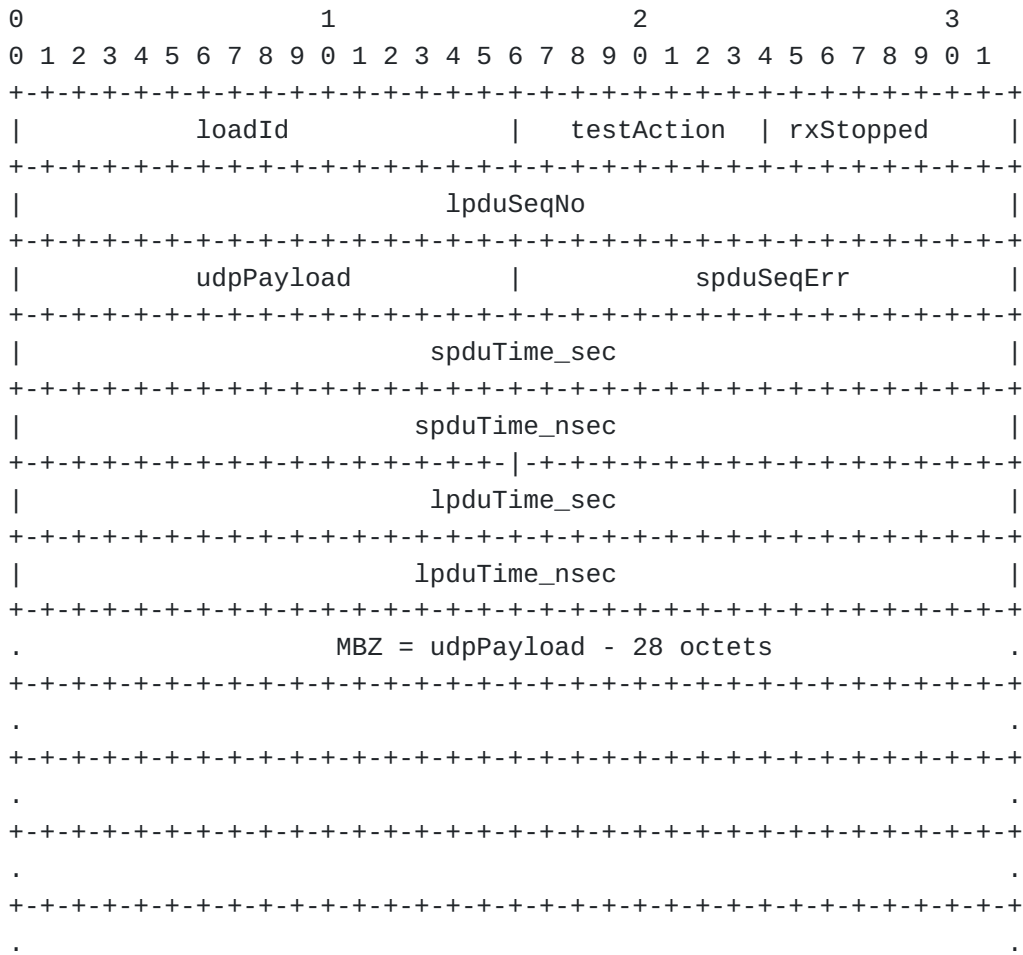 0                   1                   2                   3
0 1 2 3 4 5 6 7 8 9 0 1 2 3 4 5 6 7 8 9 0 1 2 3 4 5 6 7 8 9 0 1
+-+-+-+-+-+-+-+-+-+-+-+-+-+-+-+-+-+-+-+-+-+-+-+-+-+-+-+-+-+-+-+-+
|           loadId              |   testAction  | rxStopped     |
+-+-+-+-+-+-+-+-+-+-+-+-+-+-+-+-+-+-+-+-+-+-+-+-+-+-+-+-+-+-+-+-+
|                           lpduSeqNo                           |
+-+-+-+-+-+-+-+-+-+-+-+-+-+-+-+-+-+-+-+-+-+-+-+-+-+-+-+-+-+-+-+-+
|           udpPayload          |           spduSeqErr          |
+-+-+-+-+-+-+-+-+-+-+-+-+-+-+-+-+-+-+-+-+-+-+-+-+-+-+-+-+-+-+-+-+
|                          spduTime_sec                         |
+-+-+-+-+-+-+-+-+-+-+-+-+-+-+-+-+-+-+-+-+-+-+-+-+-+-+-+-+-+-+-+-+
|                         spduTime_nsec                         |
+-+-+-+-+-+-+-+-+-+-+-+-+-+-+-+-|-+-+-+-+-+-+-+-+-+-+-+-+-+-+-+-+
|                          lpduTime_sec                         |
+-+-+-+-+-+-+-+-+-+-+-+-+-+-+-+-+-+-+-+-+-+-+-+-+-+-+-+-+-+-+-+-+
|                         lpduTime_nsec                         |
+-+-+-+-+-+-+-+-+-+-+-+-+-+-+-+-+-+-+-+-+-+-+-+-+-+-+-+-+-+-+-+-+
.                    MBZ = udpPayload - 28 octets               .
+-+-+-+-+-+-+-+-+-+-+-+-+-+-+-+-+-+-+-+-+-+-+-+-+-+-+-+-+-+-+-+-+
.                                                               .
+-+-+-+-+-+-+-+-+-+-+-+-+-+-+-+-+-+-+-+-+-+-+-+-+-+-+-+-+-+-+-+-+
.                                                               .
+-+-+-+-+-+-+-+-+-+-+-+-+-+-+-+-+-+-+-+-+-+-+-+-+-+-+-+-+-+-+-+-+
.                                                               .
+-+-+-+-+-+-+-+-+-+-+-+-+-+-+-+-+-+-+-+-+-+-+-+-+-+-+-+-+-+-+-+-+
.                                                               .